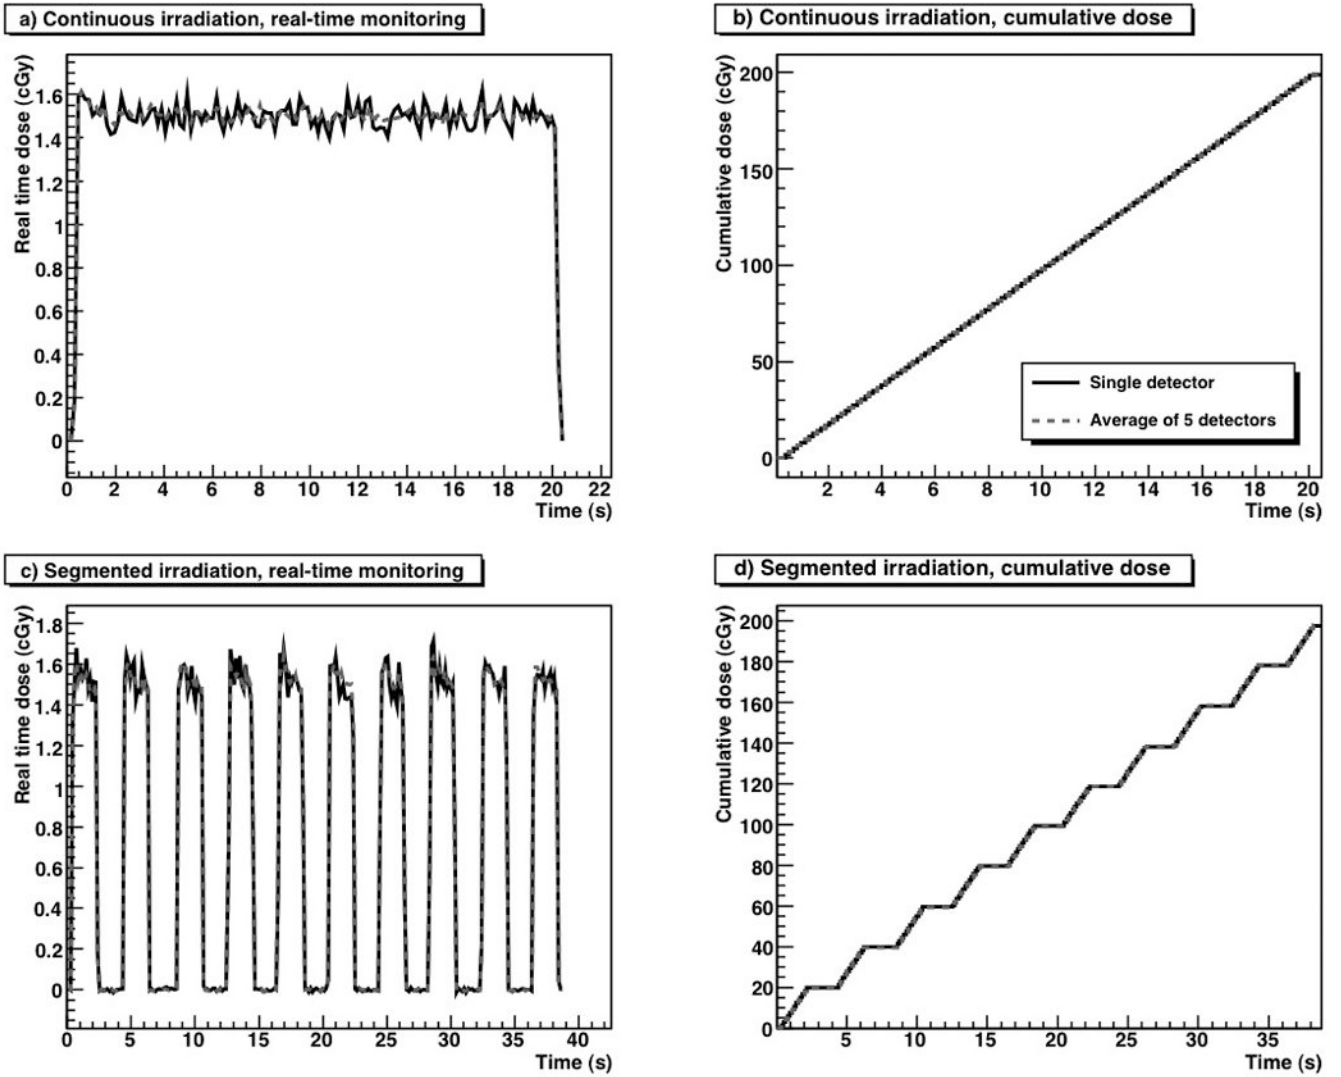 a) Continuous irradiation, real-time monitoring
Real time dose (cGy)
1.6
1.4
1.2
1
0.8
0.6
0.4
0.2
0
0 2 4 6 8 10 12 14 16 18 20 22
Time (s)
b) Continuous irradiation, cumulative dose
Cumulative dose (cGy)
200
150
100
50
0
Single detector
Average of 5 detectors
2 4 6 8 10 12 14 16 18 20
Time (s)
c) Segmented irradiation, real-time monitoring
Real time dose (cGy)
1.8
1.6
1.4
1.2
1
0.8
0.6
0.4
0.2
0
0 5 10 15 20 25 30 35 40
Time (s)
d) Segmented irradiation, cumulative dose
Cumulative dose (cGy)
200
180
160
140
120
100
80
60
40
20
0
5 10 15 20 25 30 35
Time (s)